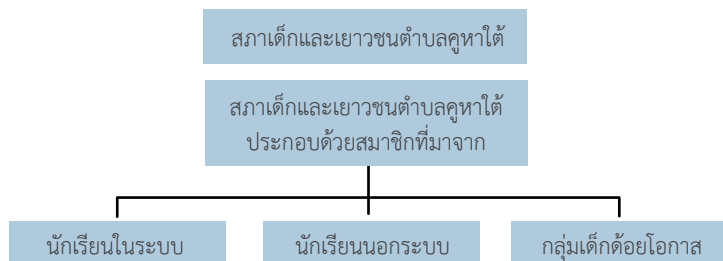 สภาเด็กและเยาวชนตำบลคูหาใต้
สภาเด็กและเยาวชนตำบลคูหาใต้
ประกอบด้วยสมาชิกที่มาจาก
นักเรียนในระบบ
นักเรียนนอกระบบ
กลุ่มเด็กด้อยโอกาส